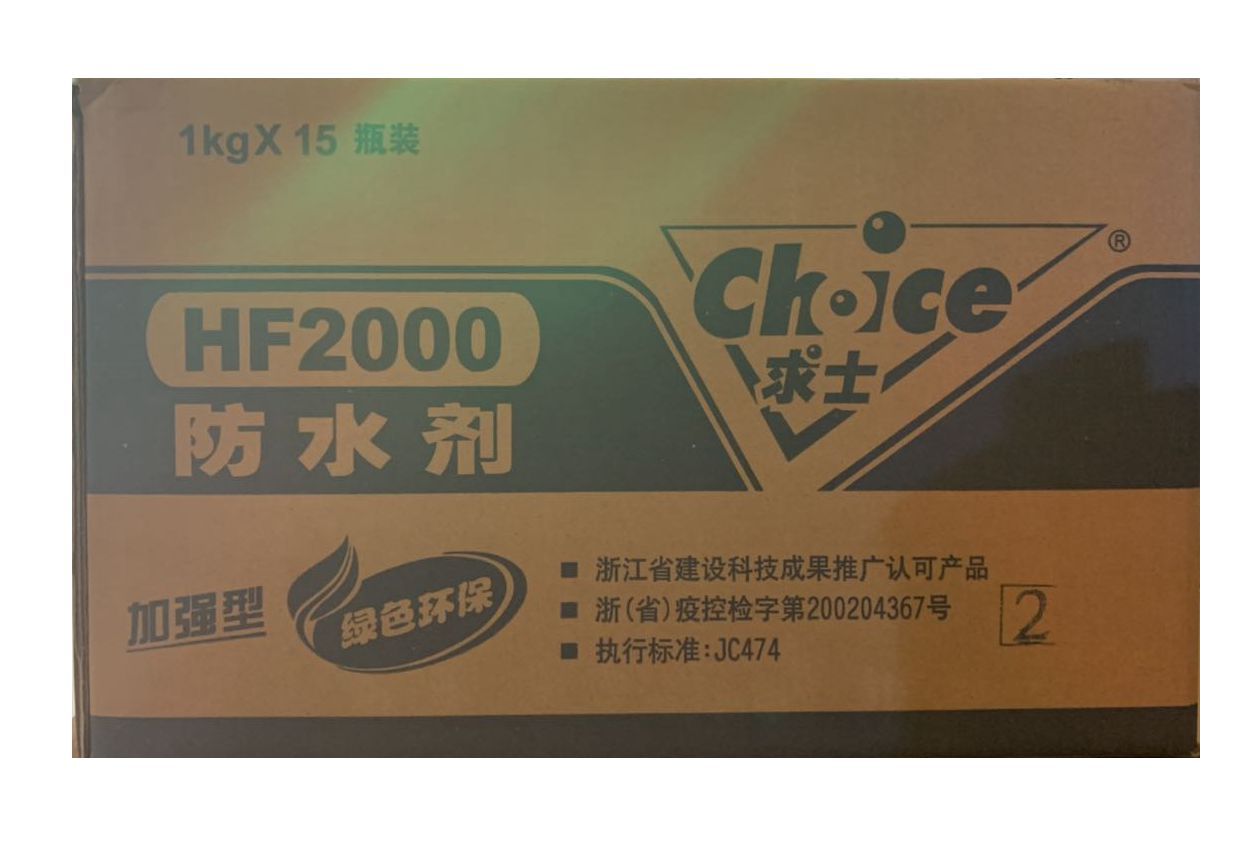 1kgX 15 瓶装
Choice®
求士
HF2000
防水剂
加强型
绿色环保
■ 浙江省建设科技成果推广认可产品
■ 浙(省)疫控检字第200204367号
■ 执行标准:JC474
2